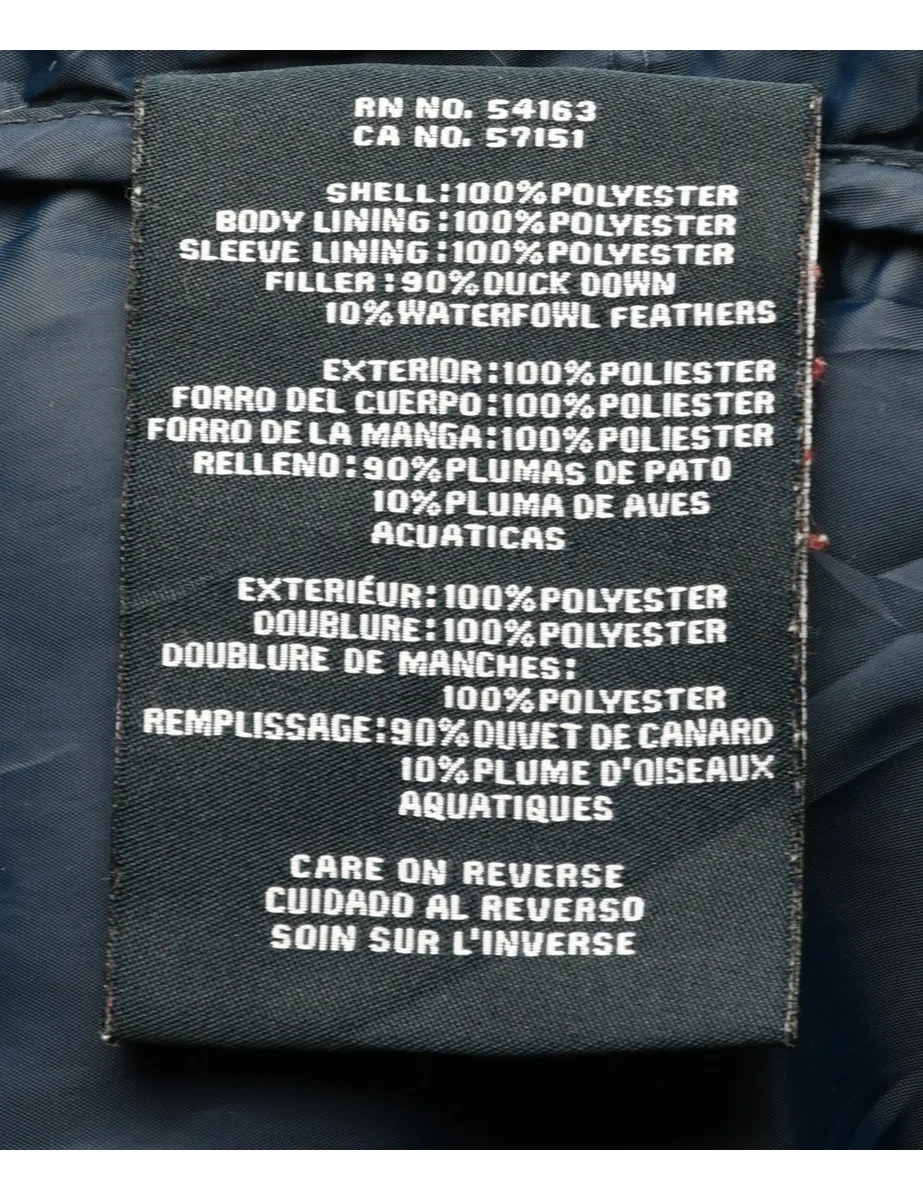 RN NO. 54163
CA NO. 57151
SHELL:100%POLYESTER
BODY LINING:100%POLYESTER
SLEEVE LINING:100%POLYESTER
FILLER:90%DUCK DOWN
10%WATERFOWL FEATHERS
EXTERIOR:100%POLIESTER
FORRO DEL CUERPO:100%POLIESTER
FORRO DE LA MANGA:100%POLIESTER
RELLENO:90%PLUMAS DE PATO
10%PLUMA DE AVES
ACUATICAS
EXTERIÉUR:100%POLYESTER
DOUBLURE:100%POLYESTER
DOUBLURE DE MANCHES:
100%POLYESTER
REMPLISSAGE:90%DUVET DE CANARD
10%PLUME D'OISEAUX
AQUATIQUES
CARE ON REVERSE
CUIDADO AL REVERSO
SOIN SUR L'INVERSE